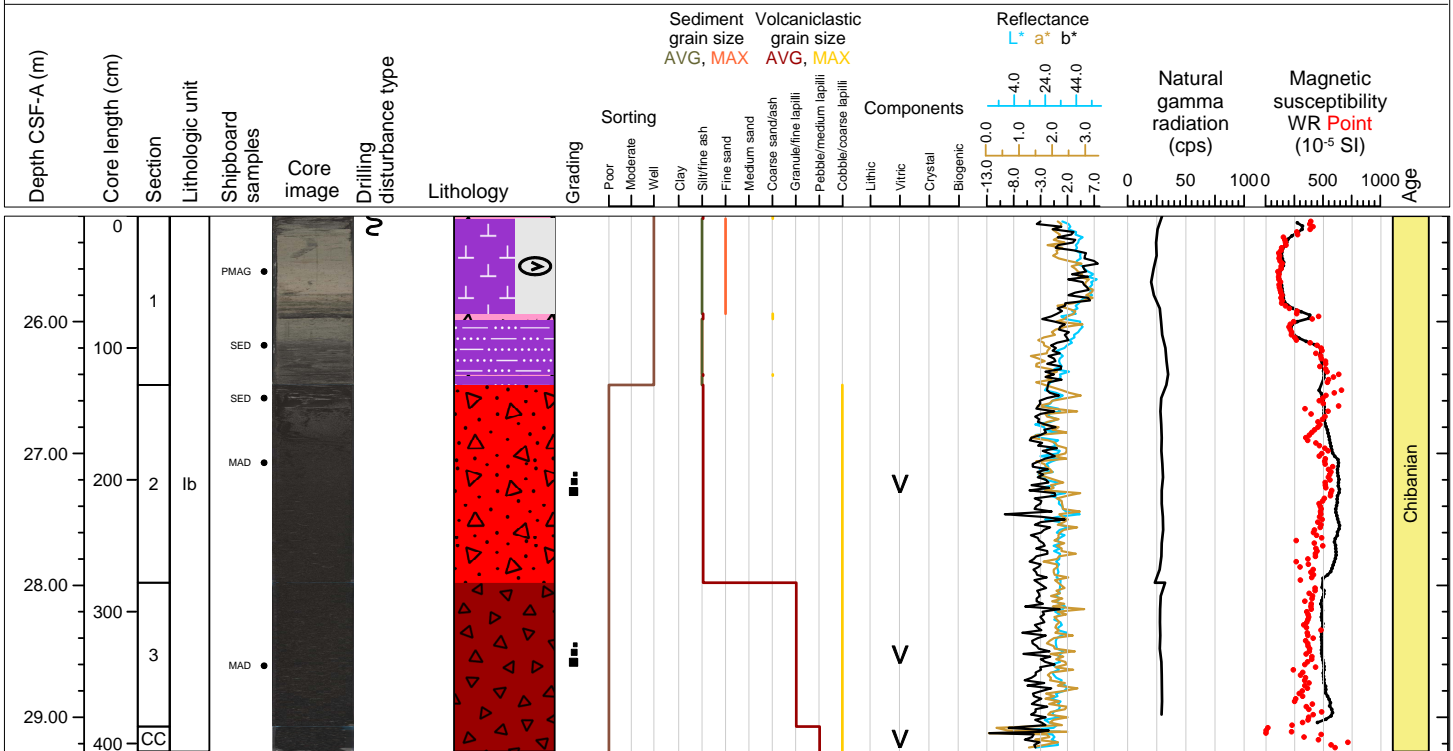 Depth CSF-A (m)
Core length (cm)
Section
Lithologic unit
Shipboard
samples
Core
image
Drilling
disturbance type
Lithology
Grading
Sorting
Poor
Moderate
Well
Sediment
grain size
AVG, MAX
Volcaniclastic
grain size
AVG, MAX
Clay
Silt/fine ash
Fine sand
Medium sand
Coarse sand/ash
Granule/fine lapilli
Pebble/medium lapilli
Cobble/coarse lapilli
Components
Lithic
Vitric
Crystal
Biogenic
Reflectance
L* a* b*
4.0 24.0 44.0
0.0 1.0 2.0 3.0
-13.0 -8.0 -3.0 2.0 7.0
Natural
gamma
radiation
(cps)
0 50 100
Magnetic
susceptibility
WR Point
(10-5 SI)
0 500 1000
Age
26.00
27.00
28.00
29.00
0
100
200
300
400
1
2
3
CC
Ib
PMAG
SED
SED
MAD
MAD
V
V
V
V
Chibanian